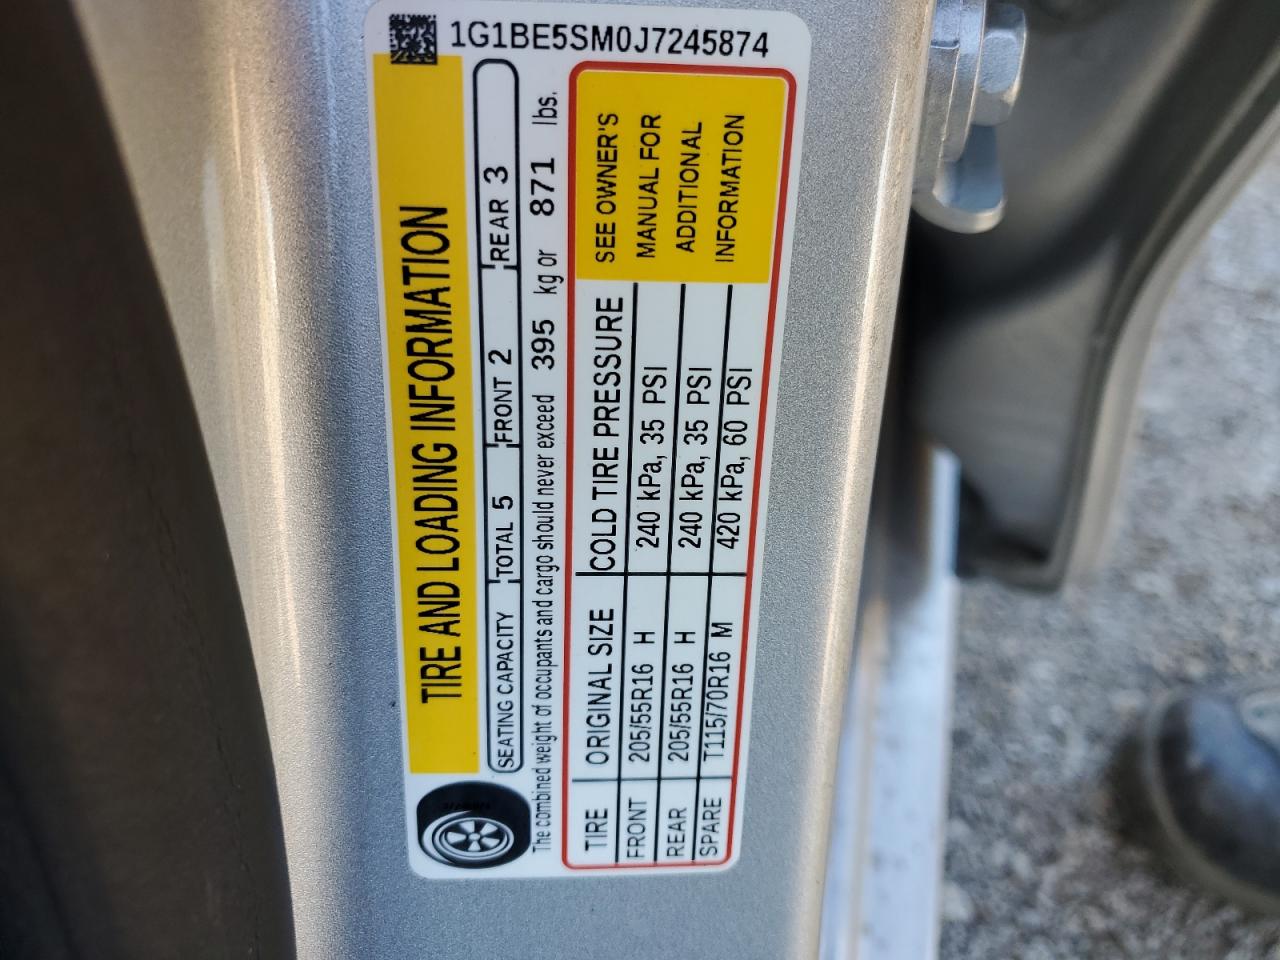 1G1BE5SM0J7245874
TIRE AND LOADING INFORMATION
SEATING CAPACITY TOTAL 5 FRONT 2 REAR 3
The combined weight of occupants and cargo should never exceed 395 kg or 871 lbs.
TIRE ORIGINAL SIZE COLD TIRE PRESSURE
FRONT 205/55R16 H 240 kPa, 35 PSI
REAR 205/55R16 H 240 kPa, 35 PSI
SPARE T115/70R16 M 420 kPa, 60 PSI
SEE OWNER'S
MANUAL FOR
ADDITIONAL
INFORMATION